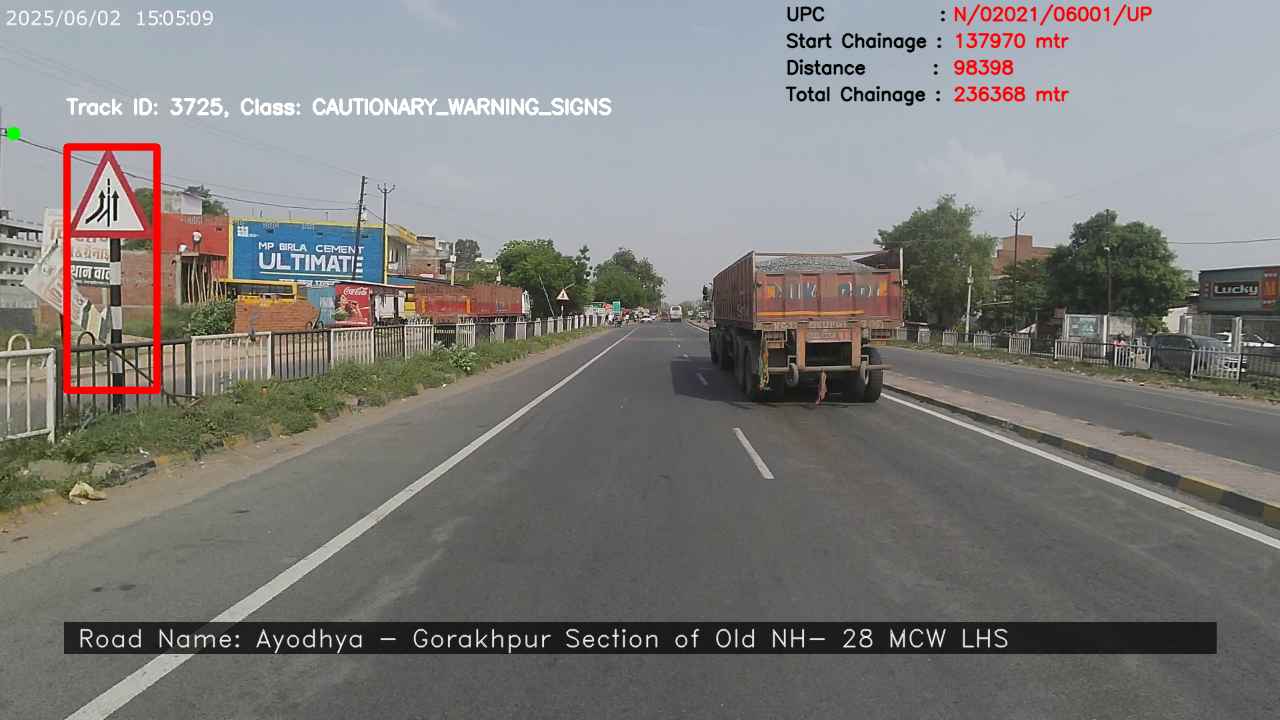 2025/06/02 15:05:09
UPC : N/02021/06001/UP
Start Chainage : 137970 mtr
Distance : 98398
Total Chainage : 236368 mtr
Track ID: 3725, Class: CAUTIONARY_WARNING_SIGNS
MP BIRLA CEMENT
ULTIMATE
Coca-Cola
Lucky
Road Name: Ayodhya - Gorakhpur Section of Old NH- 28 MCW LHS